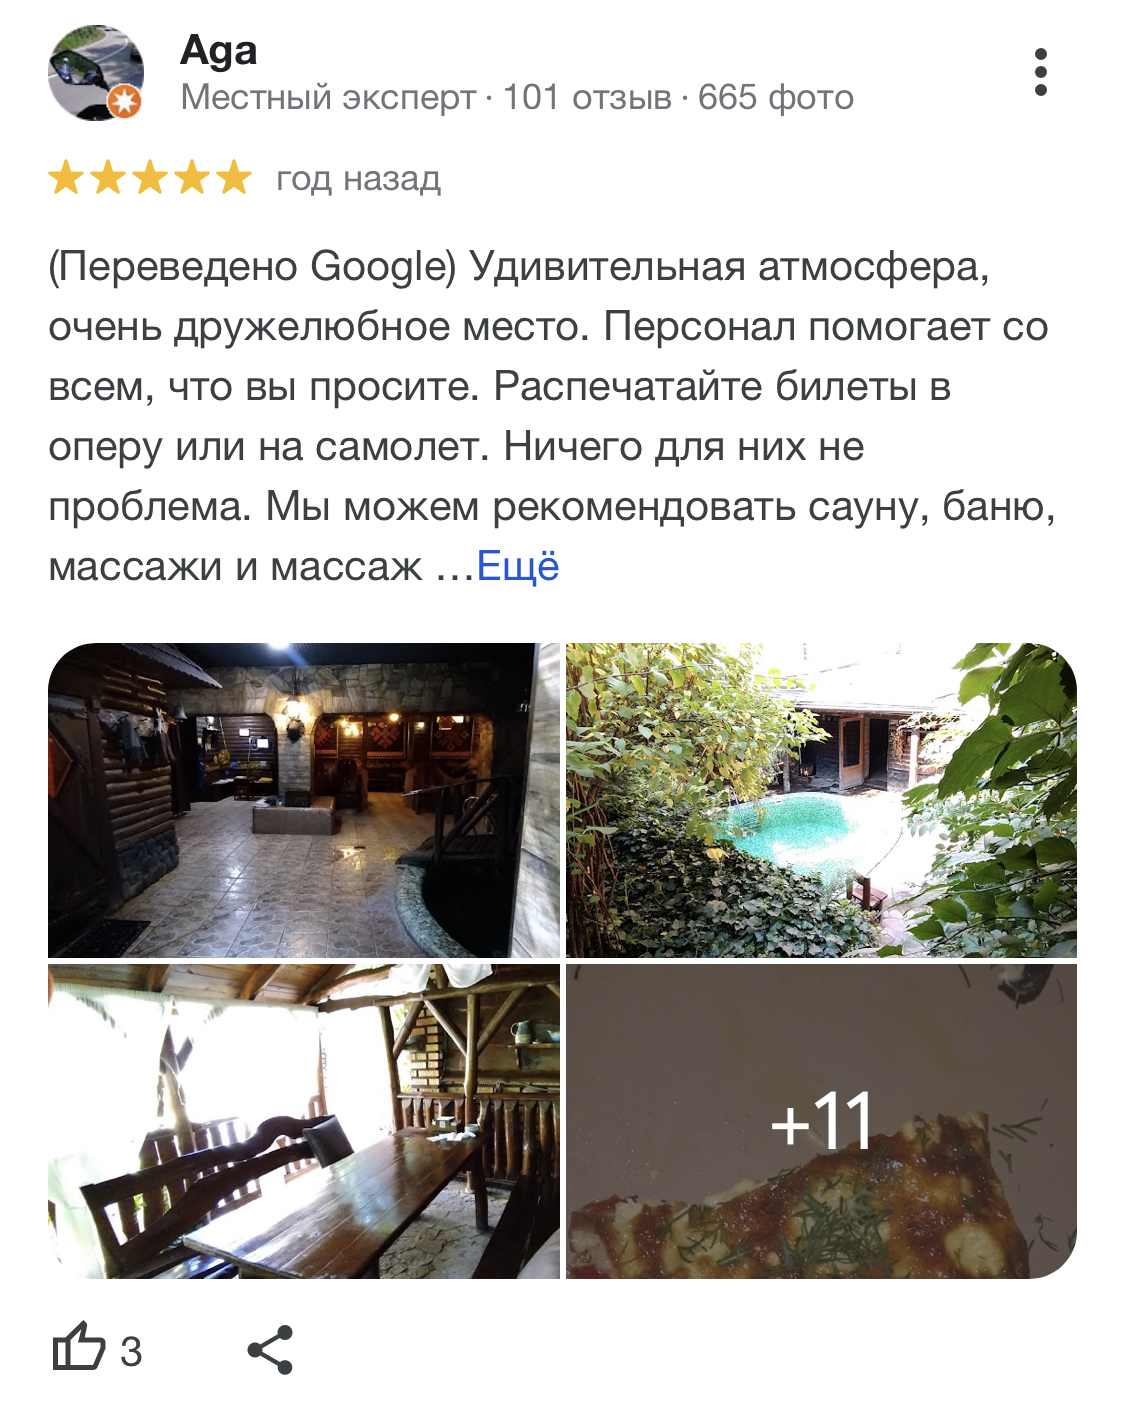 Aga
Местный эксперт · 101 отзыв · 665 фото
год назад
(Переведено Google) Удивительная атмосфера,
очень дружелюбное место. Персонал помогает со
всем, что вы просите. Распечатайте билеты в
оперу или на самолет. Ничего для них не
проблема. Мы можем рекомендовать сауну, баню,
массажи и массаж …Ещё
+11
3